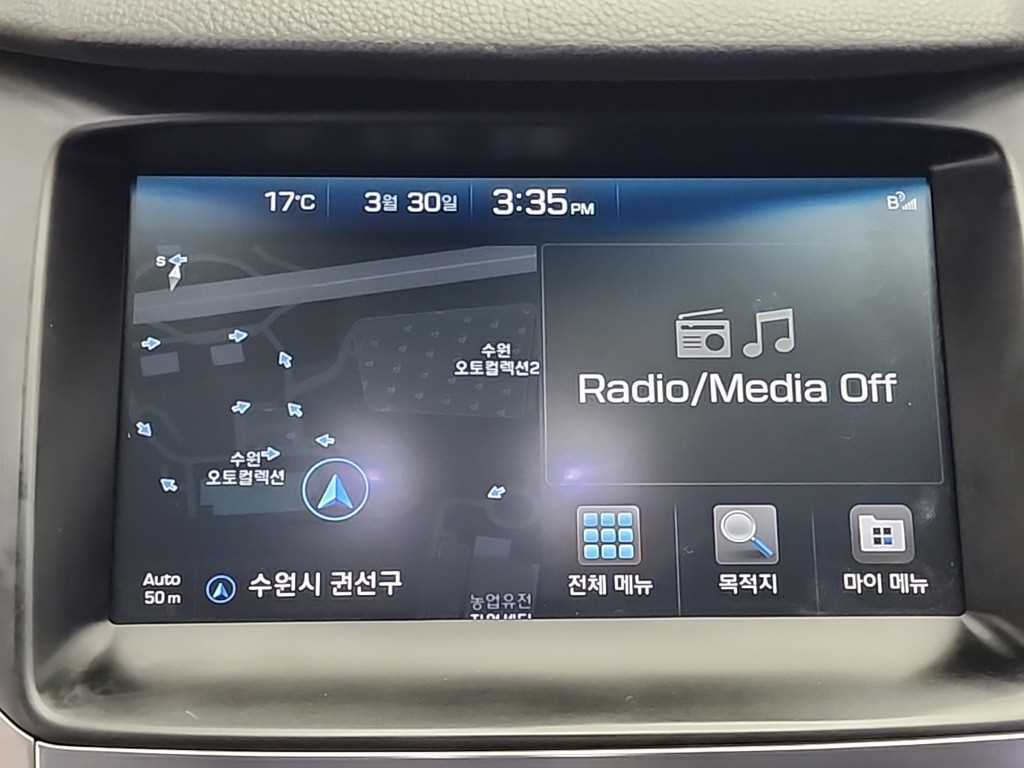 17°C 3월 30일 3:35 PM B
S
수원
오토컬렉션2
Radio/Media Off
수원
오토컬렉션
Auto
50 m
수원시 권선구
농업유전
전체 메뉴 목적지 마이 메뉴